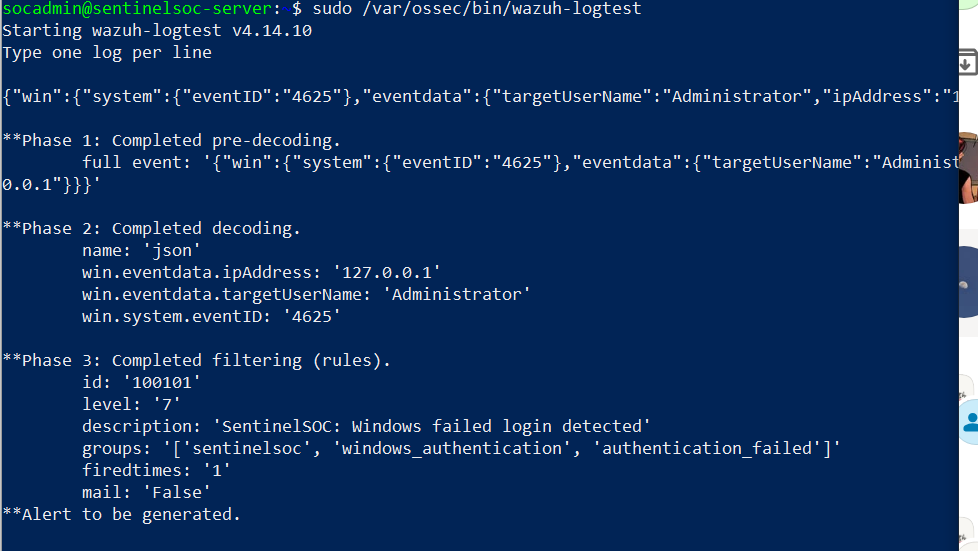 socadmin@sentinelsoc-server:~$ sudo /var/ossec/bin/wazuh-logtest
Starting wazuh-logtest v4.14.10
Type one log per line
{"win":{"system":{"eventID":"4625"},"eventdata":{"targetUserName":"Administrator","ipAddress":"1
**Phase 1: Completed pre-decoding.
full event: '{"win":{"system":{"eventID":"4625"},"eventdata":{"targetUserName":"Administ
0.0.1"}}}'
**Phase 2: Completed decoding.
name: 'json'
win.eventdata.ipAddress: '127.0.0.1'
win.eventdata.targetUserName: 'Administrator'
win.system.eventID: '4625'
**Phase 3: Completed filtering (rules).
id: '100101'
level: '7'
description: 'SentinelSOC: Windows failed login detected'
groups: '['sentinelsoc', 'windows_authentication', 'authentication_failed']'
firedtimes: '1'
mail: 'False'
**Alert to be generated.